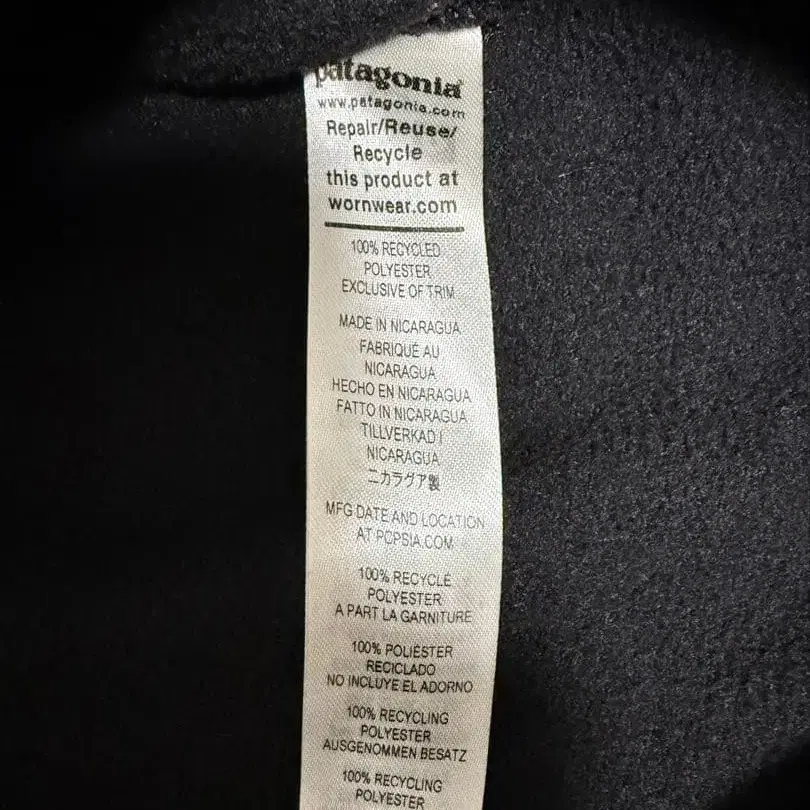 patagonia
www.patagonia.com
Repair/Reuse/
Recycle
this product at
wornwear.com
100% RECYCLED
POLYESTER
EXCLUSIVE OF TRIM
MADE IN NICARAGUA
FABRIQUÉ AU
NICARAGUA
HECHO EN NICARAGUA
FATTO IN NICARAGUA
TILLVERKAD I
NICARAGUA
ニカラグア製
MFG DATE AND LOCATION
AT PCPSIA.COM
100% RECYCLÉ
POLYESTER
A PART LA GARNITURE
100% POLIÉSTER
RECICLADO
NO INCLUYE EL ADORNO
100% RECYCLING
POLYESTER
AUSGENOMMEN BESATZ
100% RECYCLING
POLYESTER